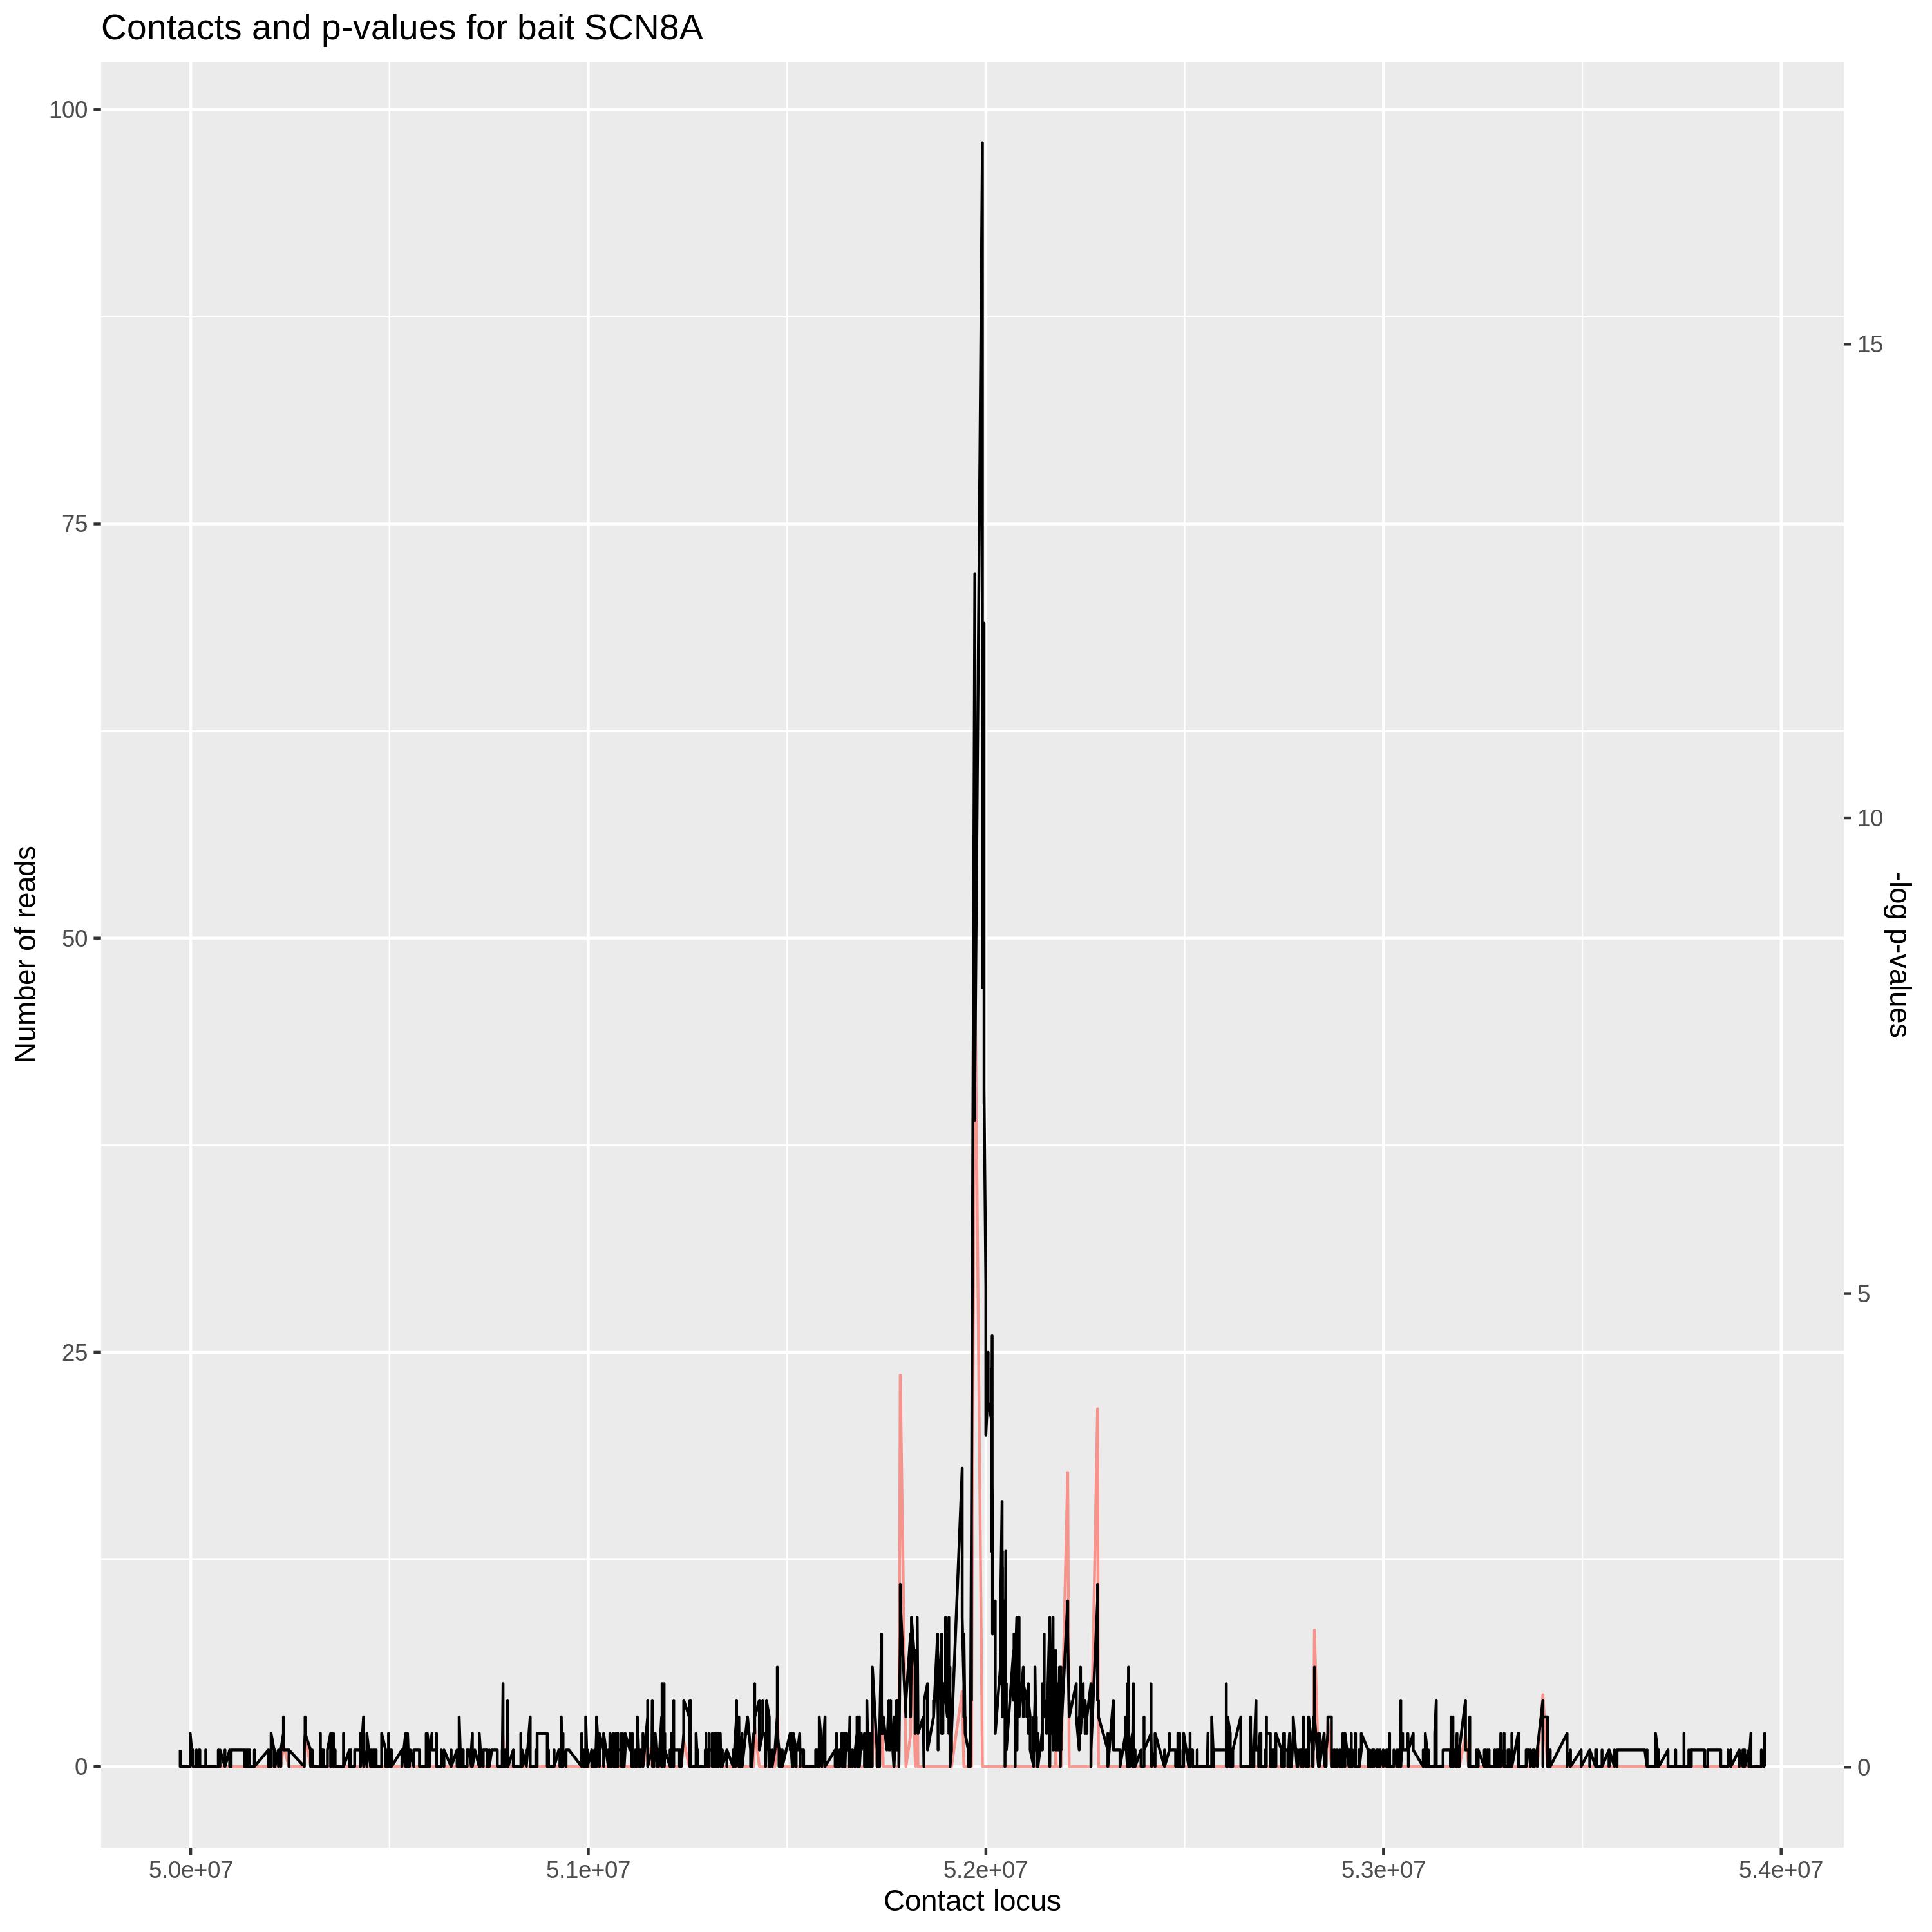 Contacts and p-values for bait SCN8A
100
75
50
25
0
Number of reads
15
10
5
0
-log p-values
5.0e+07
5.1e+07
5.2e+07
5.3e+07
5.4e+07
Contact locus